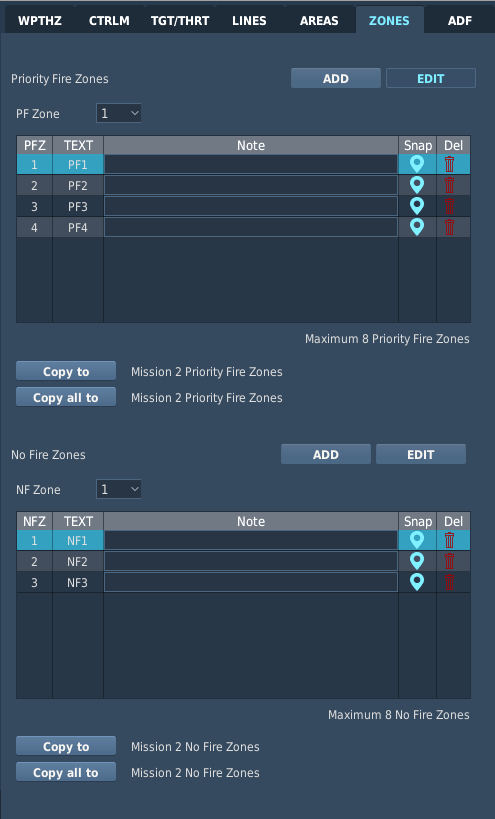 WPTHZ CTRLM TGT/THRT LINES AREAS ZONES ADF
Priority Fire Zones ADD EDIT
PF Zone 1
PFZ TEXT Note Snap Del
1 PF1
2 PF2
3 PF3
4 PF4
Maximum 8 Priority Fire Zones
Copy to Mission 2 Priority Fire Zones
Copy all to Mission 2 Priority Fire Zones
No Fire Zones ADD EDIT
NF Zone 1
NFZ TEXT Note Snap Del
1 NF1
2 NF2
3 NF3
Maximum 8 No Fire Zones
Copy to Mission 2 No Fire Zones
Copy all to Mission 2 No Fire Zones